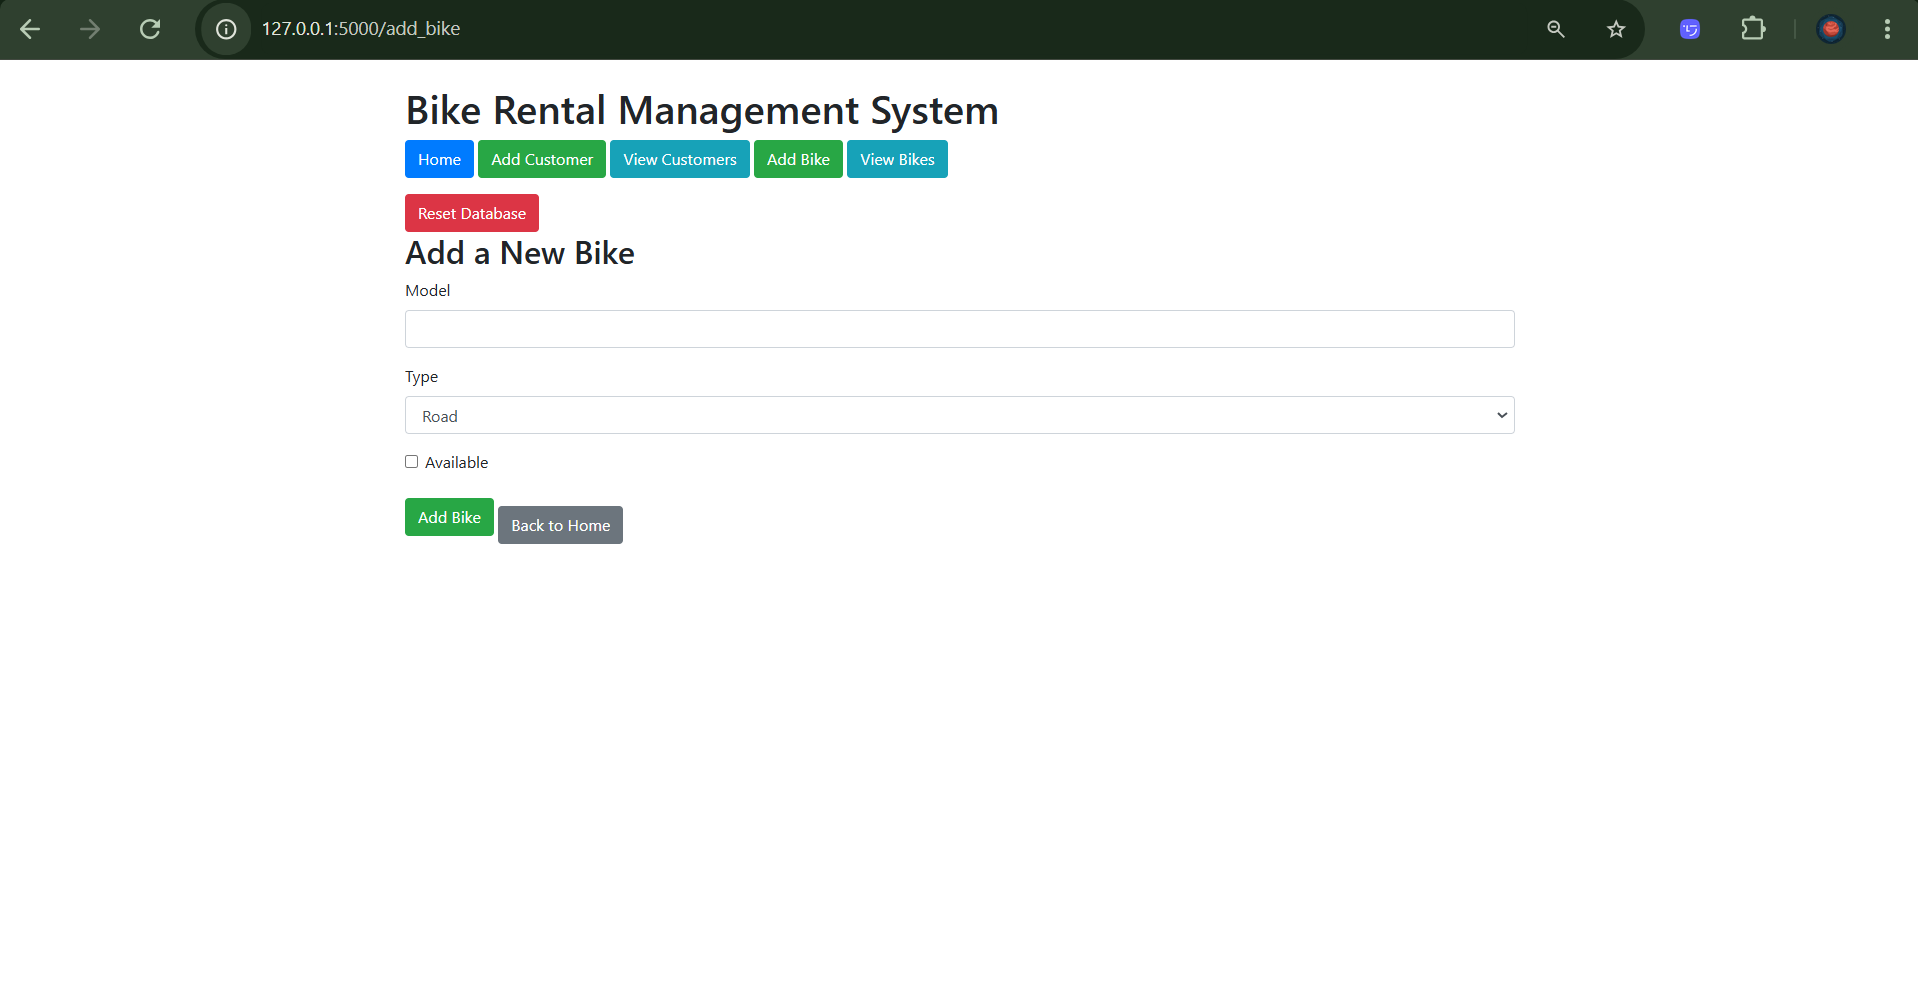 127.0.0.1:5000/add_bike
Bike Rental Management System
Home Add Customer View Customers Add Bike View Bikes
Reset Database
Add a New Bike
Model
Type
Road
Available
Add Bike Back to Home